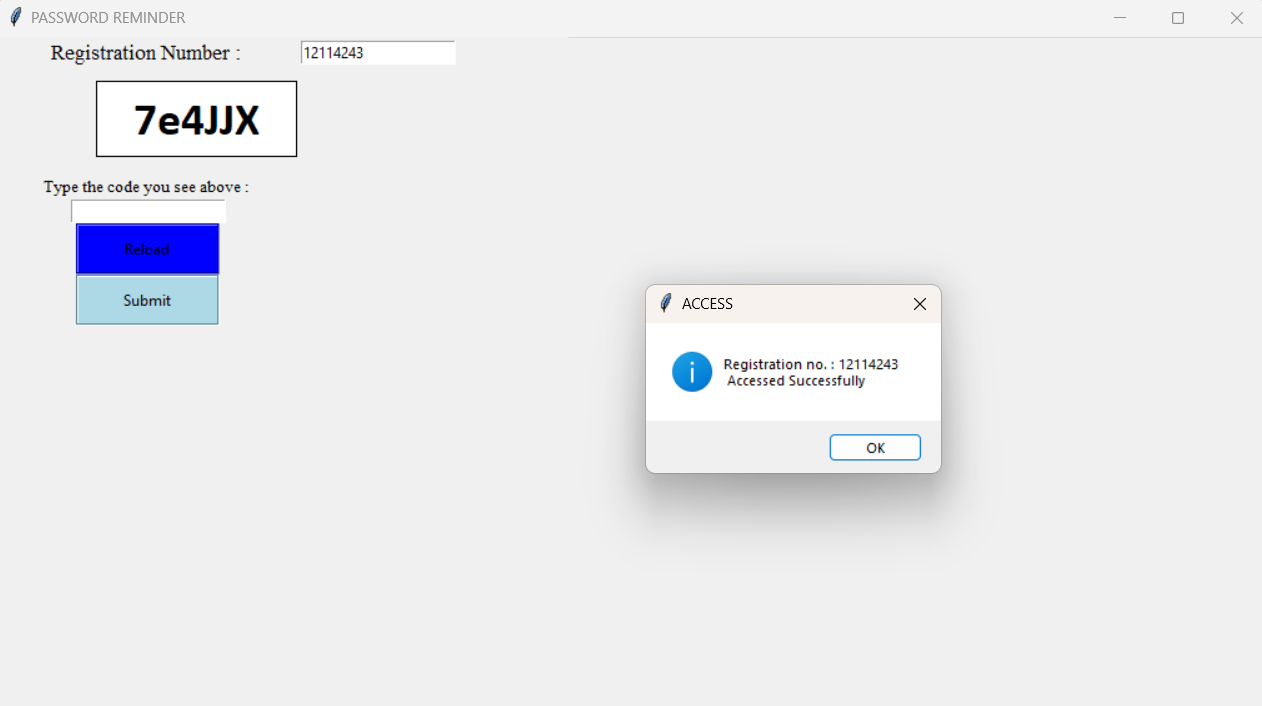 PASSWORD REMINDER
Registration Number :
12114243
7e4JJX
Type the code you see above :
Reload
Submit
ACCESS
Registration no. : 12114243
Accessed Successfully
OK